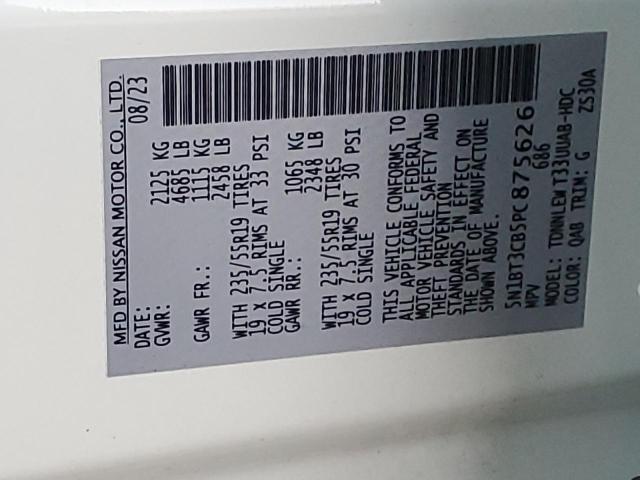 MFD BY NISSAN MOTOR CO., LTD.
DATE: 08/23
GVWR: 2125 KG
4685 LB
GAWR FR.: 1115 KG
2458 LB
WITH 235/55R19 TIRES
19 x 7.5 RIMS AT 33 PSI
COLD SINGLE
GAWR RR.: 1065 KG
2348 LB
WITH 235/55R19 TIRES
19 x 7.5 RIMS AT 30 PSI
COLD SINGLE
THIS VEHICLE CONFORMS TO
ALL APPLICABLE FEDERAL
MOTOR VEHICLE SAFETY AND
THEFT PREVENTION
STANDARDS IN EFFECT ON
THE DATE OF MANUFACTURE
SHOWN ABOVE.
5N1BT3CB5PC875626
MPV 686
MODEL: TDNNLEW T33UUAB-HDC
COLOR: QAB TRIM: G ZS30A